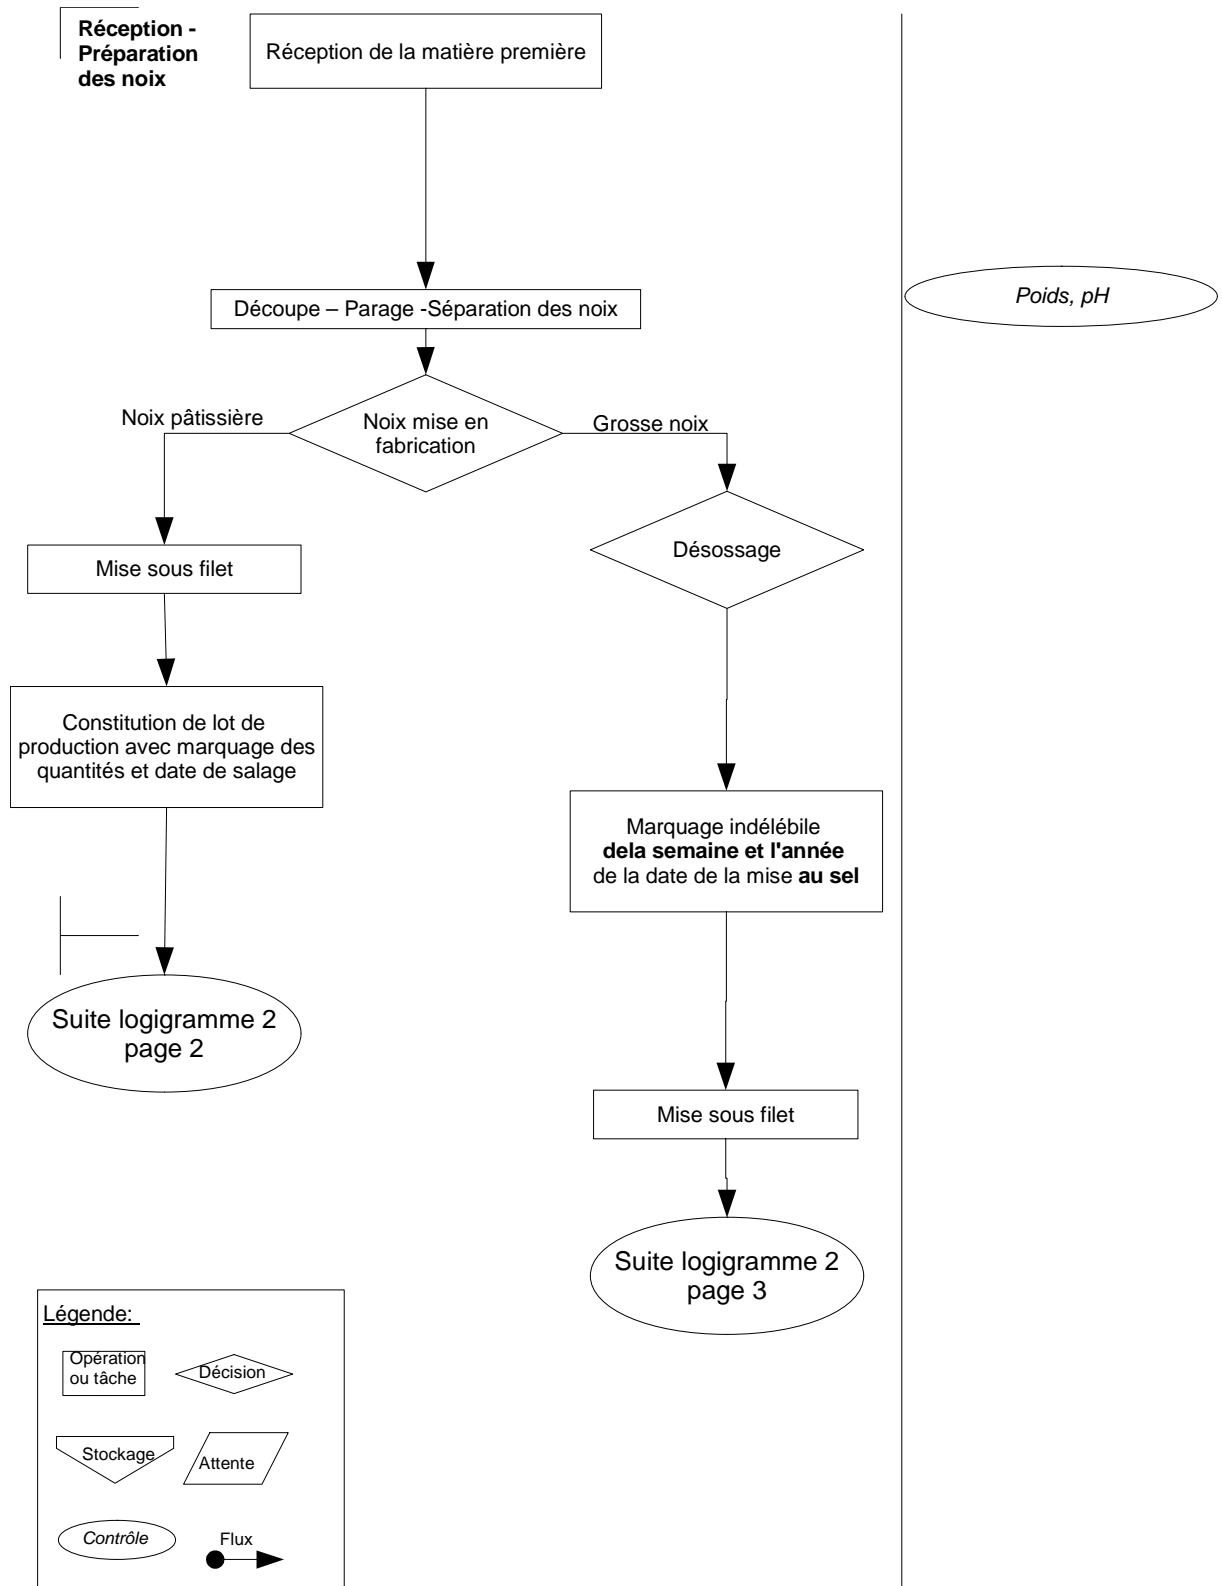 Réception -
Préparation
des noix
Réception de la matière première
Découpe – Parage -Séparation des noix
Poids, pH
Noix pâtissière
Noix mise en
fabrication
Grosse noix
Mise sous filet
Désossage
Constitution de lot de
production avec marquage des
quantités et date de salage
Marquage indélébile
dela semaine et l'année
de la date de la mise au sel
Suite logigramme 2
page 2
Mise sous filet
Suite logigramme 2
page 3
Légende:
Opération
ou tâche
Décision
Stockage
Attente
Contrôle
Flux